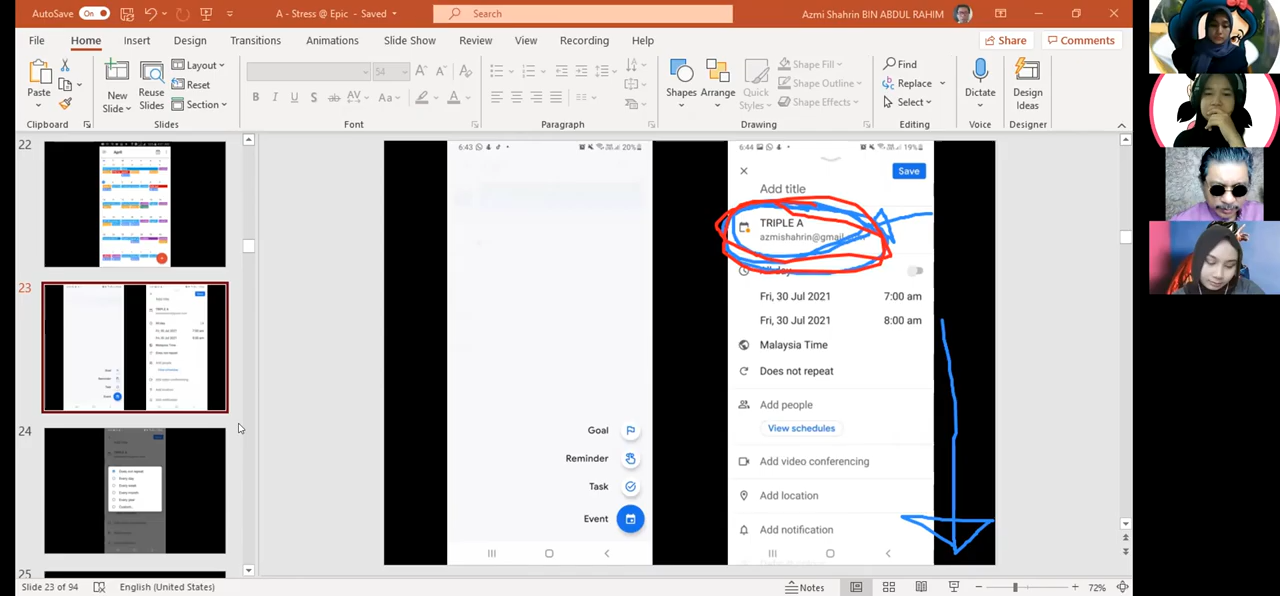 AutoSave On A - Stress @ Epic - Saved Search Azmi Shahrin BIN ABDUL RAHIM
File Home Insert Design Transitions Animations Slide Show Review View Recording Help Share Comments
Paste
New Slide
Reuse Slides
Layout
Reset
Section
54
Shapes
Arrange
Quick Styles
Shape Fill
Shape Outline
Shape Effects
Find
Replace
Select
Dictate
Design Ideas
Clipboard Slides Font Paragraph Drawing Editing Voice Designer
22
April
23
24
25
6:43 20%
Goal
Reminder
Task
Event
6:44 19%
Save
Add title
TRIPLE A
azmishahrin@gmail
All day
Fri, 30 Jul 2021 7:00 am
Fri, 30 Jul 2021 8:00 am
Malaysia Time
Does not repeat
Add people
View schedules
Add video conferencing
Add location
Add notification
Slide 23 of 94 English (United States) Notes 72%